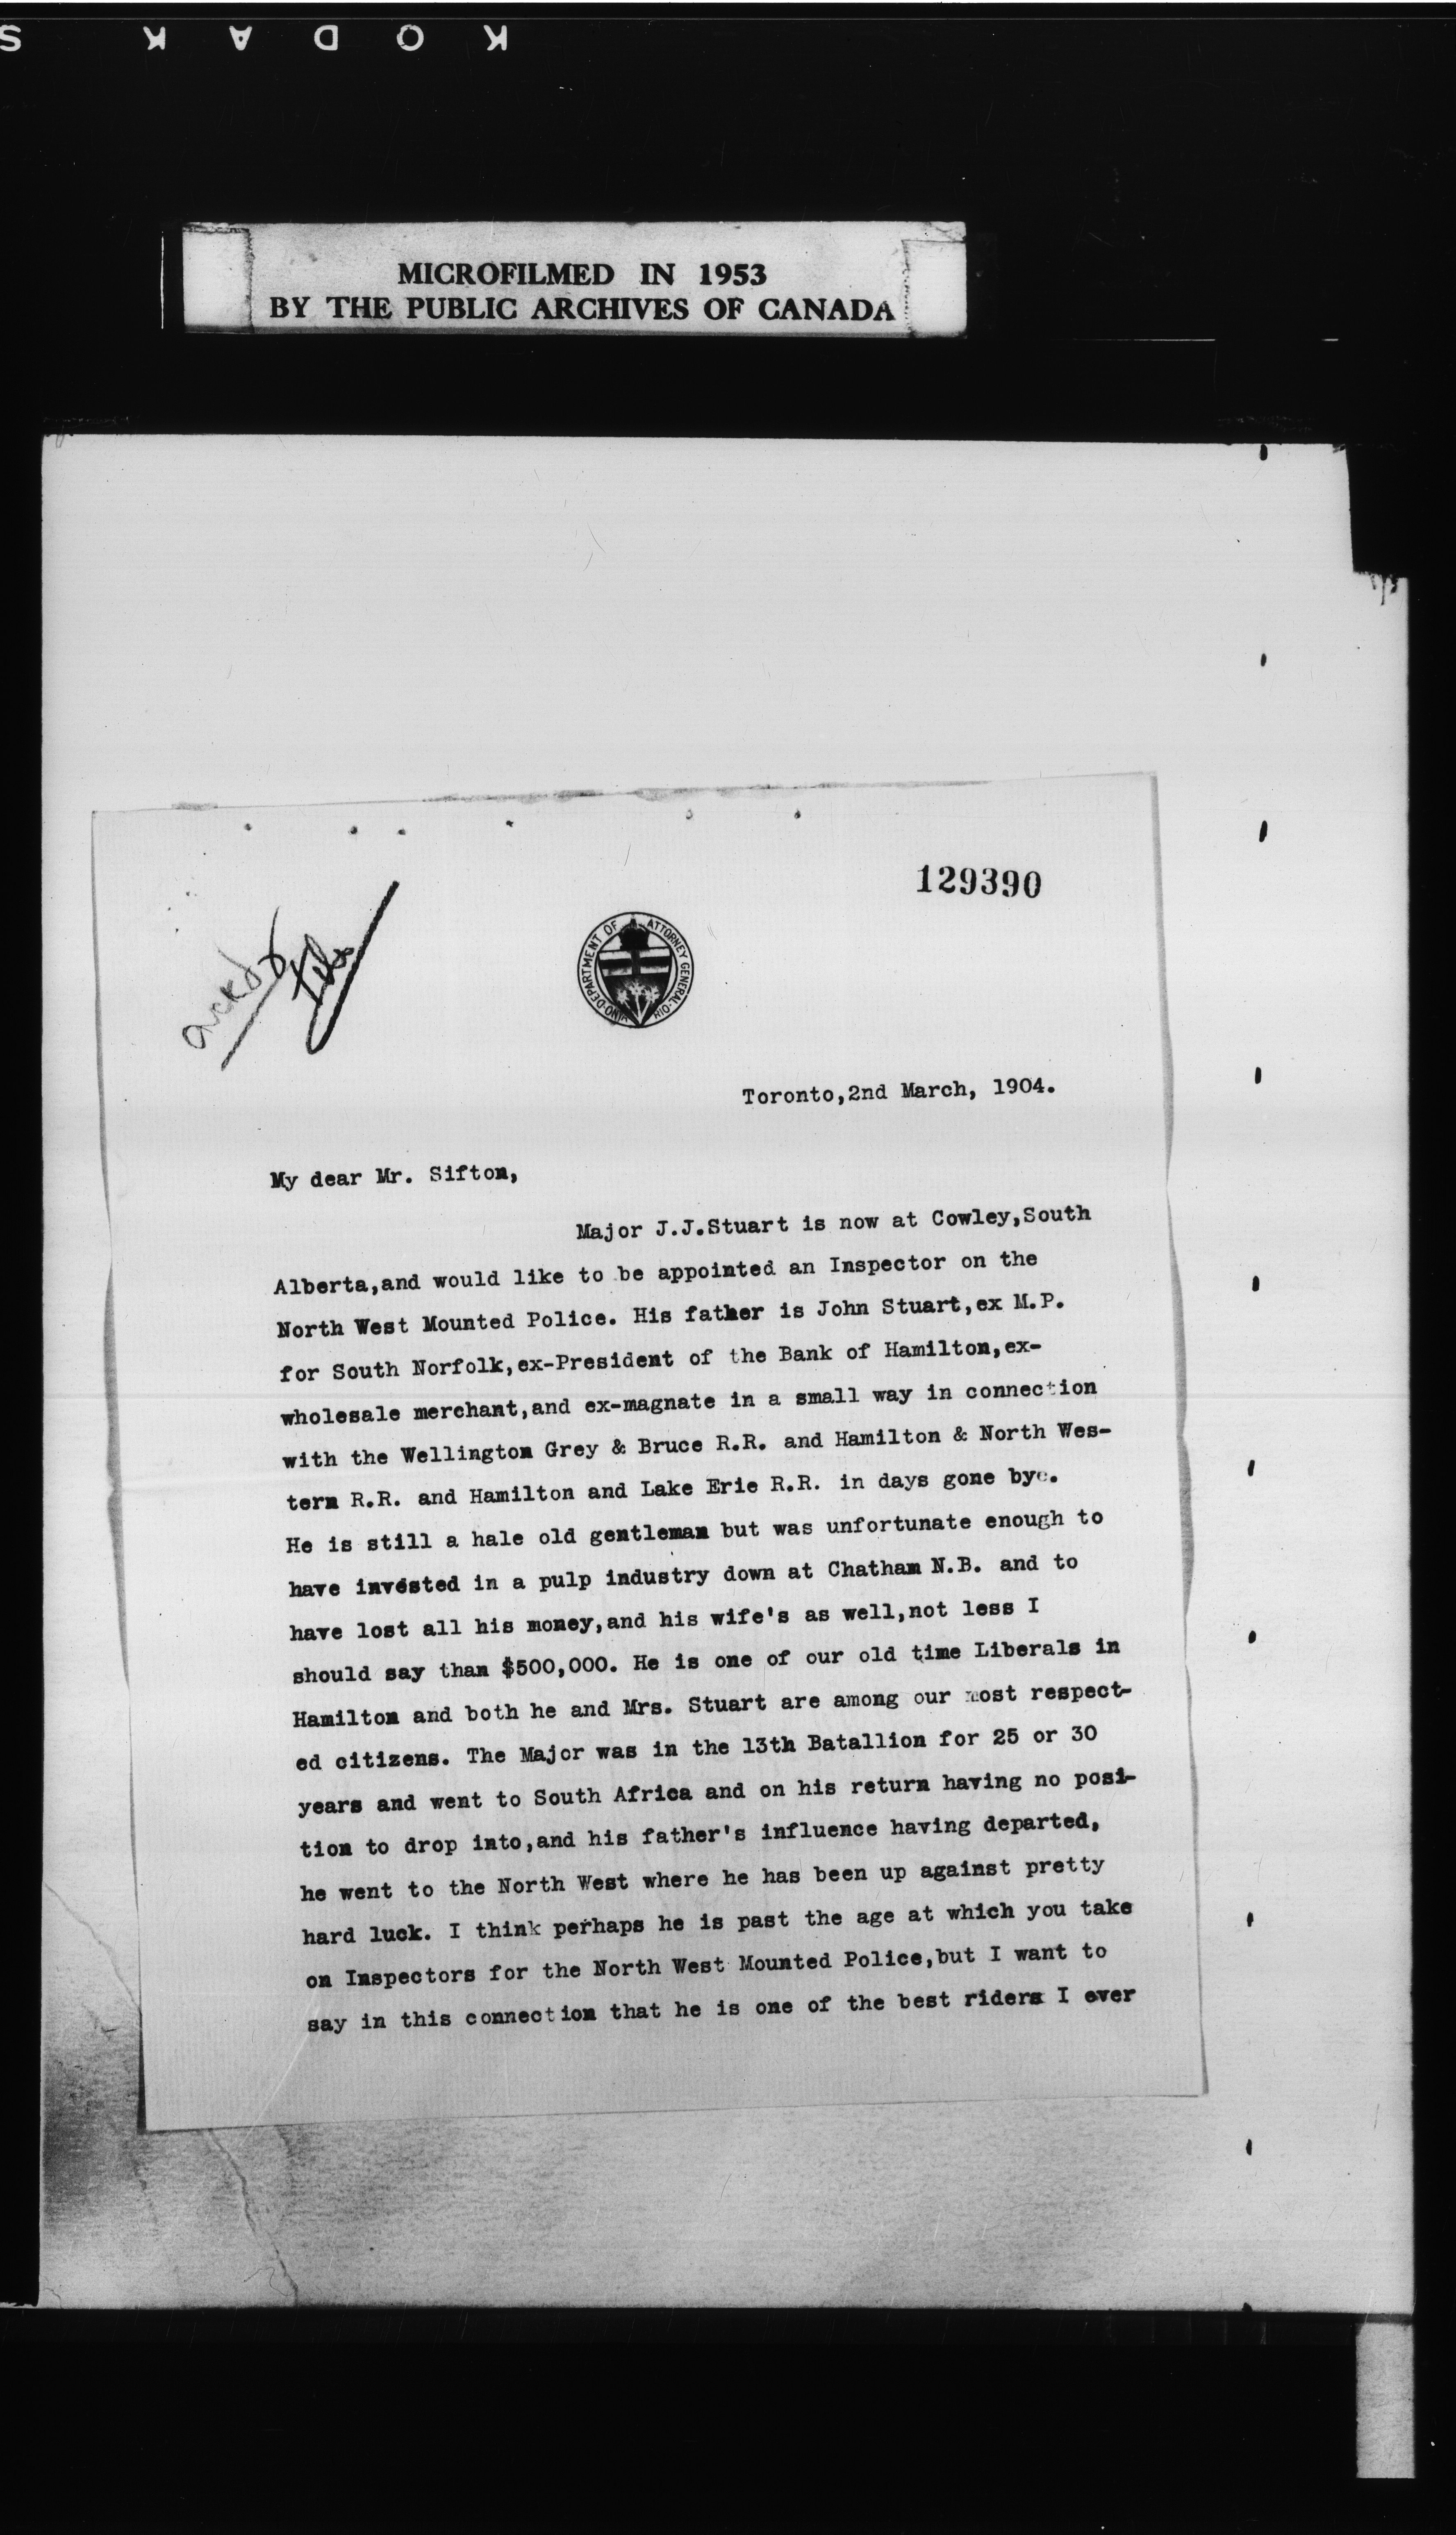 KODAK S
MICROFILMED IN 1953
BY THE PUBLIC ARCHIVES OF CANADA
129390
ackd
DEPARTMENT OF ATTORNEY GENERAL ONTARIO
Toronto,2nd March, 1904.
My dear Mr. Sifton,
Major J.J.Stuart is now at Cowley,South
Alberta,and would like to be appointed an Inspector on the
North West Mounted Police. His father is John Stuart,ex M.P.
for South Norfolk,ex-President of the Bank of Hamilton,ex-
wholesale merchant,and ex-magnate in a small way in connection
with the Wellington Grey & Bruce R.R. and Hamilton & North Wes-
tern R.R. and Hamilton and Lake Erie R.R. in days gone bye.
He is still a hale old gentleman but was unfortunate enough to
have invested in a pulp industry down at Chatham N.B. and to
have lost all his money,and his wife's as well,not less I
should say than $500,000. He is one of our old time Liberals in
Hamilton and both he and Mrs. Stuart are among our most respect-
ed citizens. The Major was in the 13th Batallion for 25 or 30
years and went to South Africa and on his return having no posi-
tion to drop into,and his father's influence having departed,
he went to the North West where he has been up against pretty
hard luck. I think perhaps he is past the age at which you take
on Inspectors for the North West Mounted Police,but I want to
say in this connection that he is one of the best riders I ever